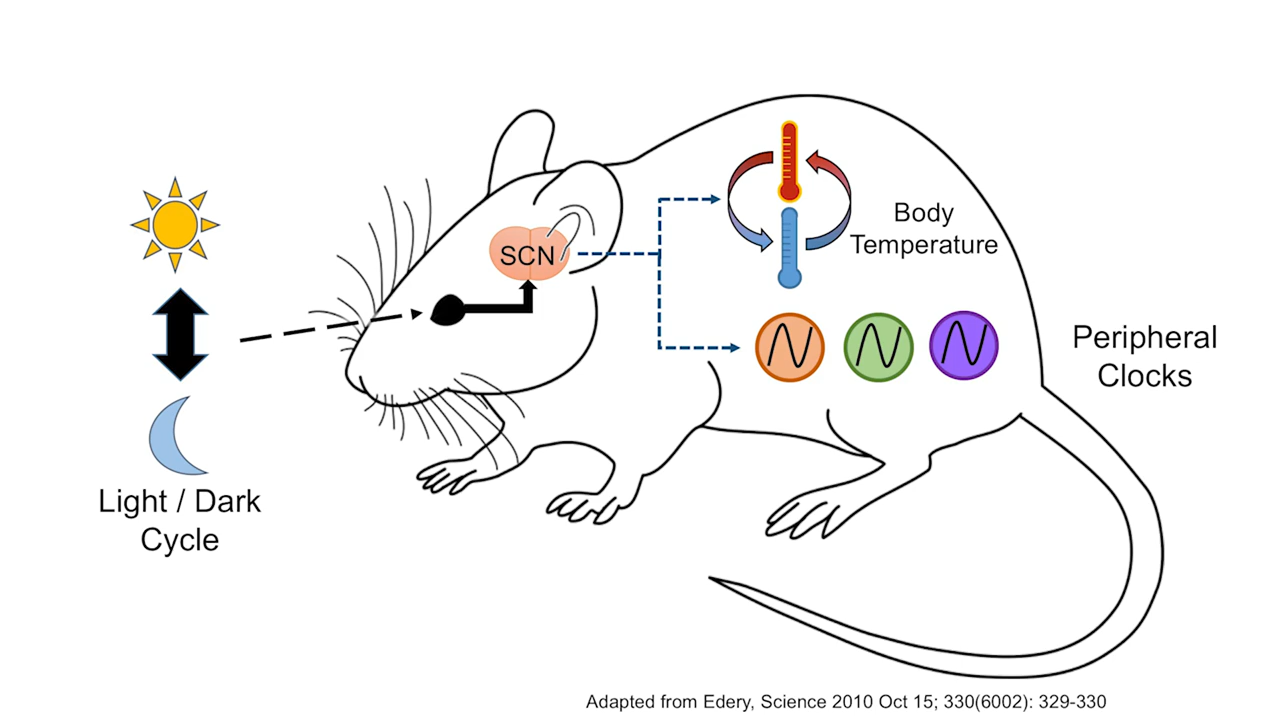 SCN
Body
Temperature
Peripheral
Clocks
Light / Dark
Cycle
Adapted from Edery, Science 2010 Oct 15; 330(6002): 329-330